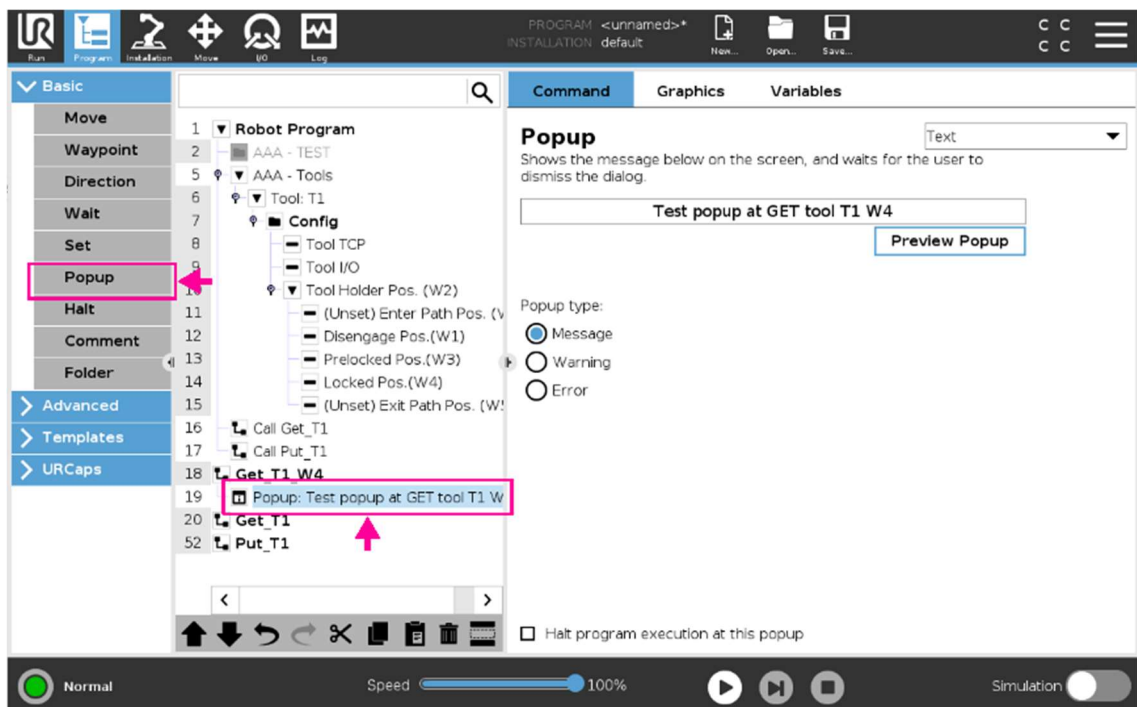 UR
Run
Program
Installation
Move
I/O
Log
PROGRAM <unnamed>*
INSTALLATION default
New...
Open...
Save...
C C
C C
Basic
Move
Waypoint
Direction
Wait
Set
Popup
Halt
Comment
Folder
Advanced
Templates
URCaps
1 Robot Program
2 AAA - TEST
5 AAA - Tools
6 Tool: T1
7 Config
8 Tool TCP
9 Tool I/O
10 Tool Holder Pos. (W2)
11 (Unset) Enter Path Pos. (
12 Disengage Pos.(W1)
13 Prelocked Pos.(W3)
14 Locked Pos.(W4)
15 (Unset) Exit Path Pos. (W
16 Call Get_T1
17 Call Put_T1
18 Get_T1_W4
19 Popup: Test popup at GET tool T1 W
20 Get_T1
52 Put_T1
Command Graphics Variables
Popup
Text
Shows the message below on the screen, and waits for the user to
dismiss the dialog.
Test popup at GET tool T1 W4
Preview Popup
Popup type:
Message
Warning
Error
Halt program execution at this popup
Normal
Speed 100%
Simulation